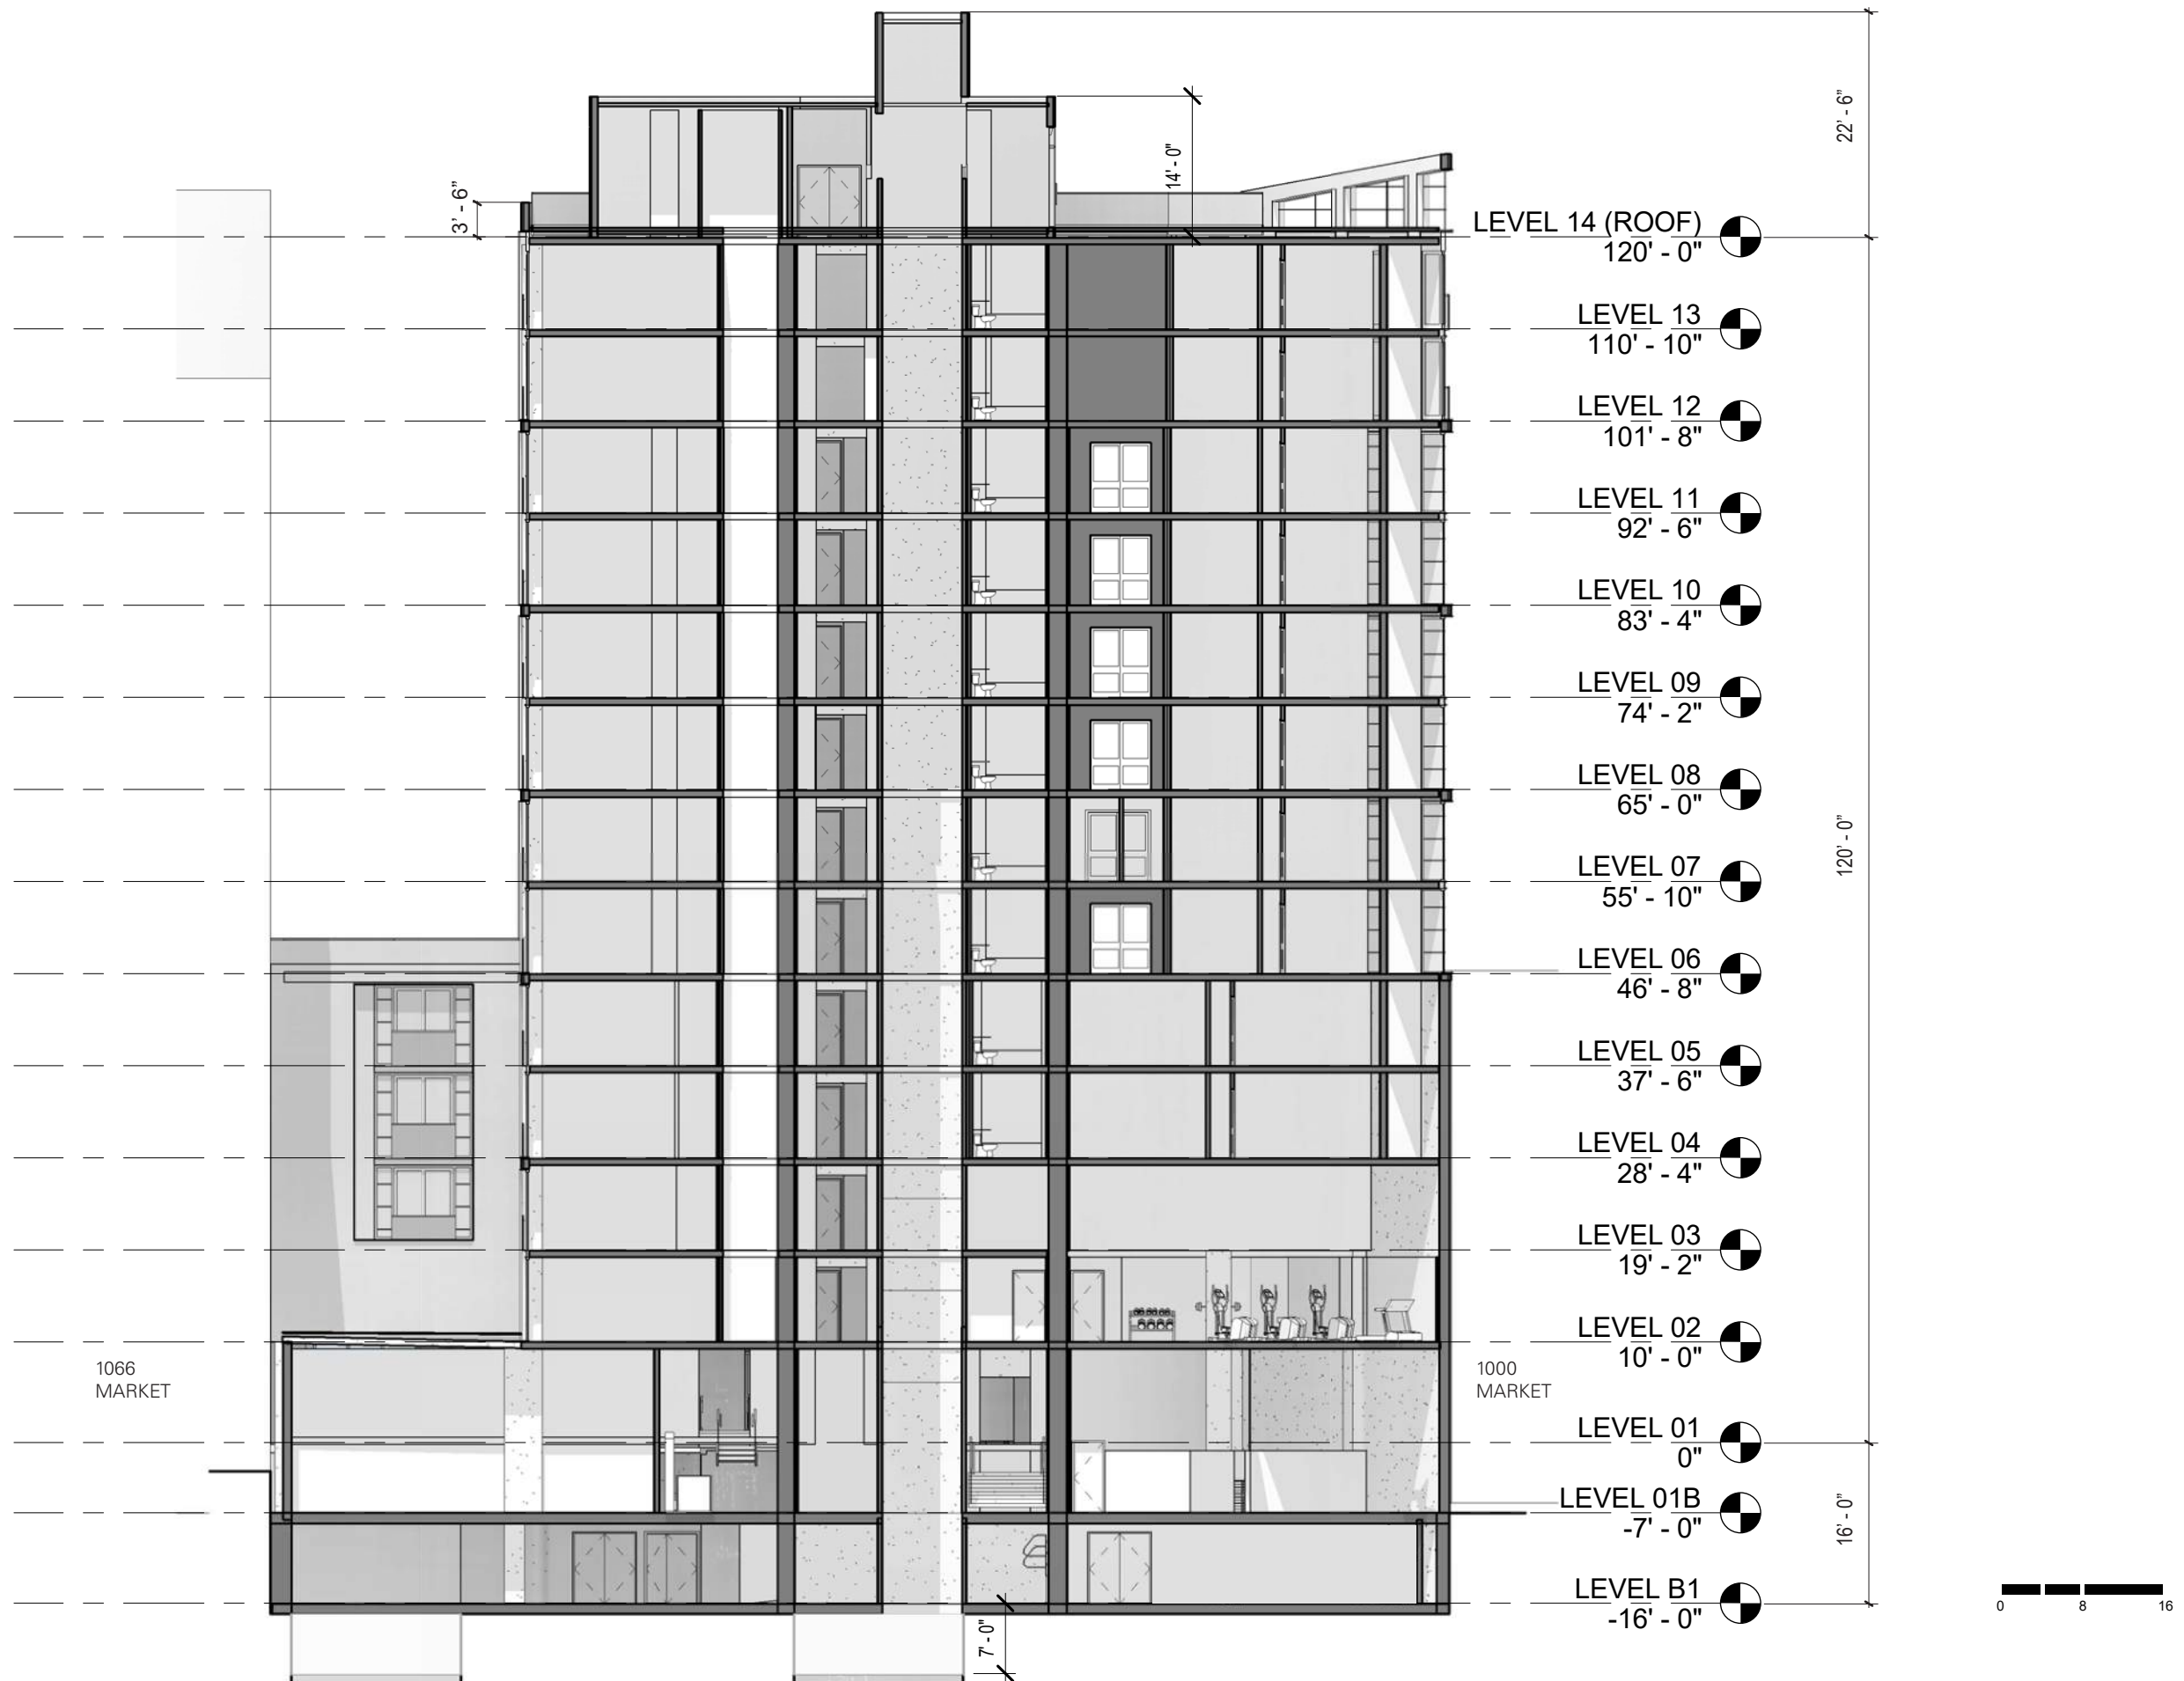 22' - 6"
14' - 0"
3' - 6"
LEVEL 14 (ROOF)
120' - 0"
LEVEL 13
110' - 10"
LEVEL 12
101' - 8"
LEVEL 11
92' - 6"
LEVEL 10
83' - 4"
LEVEL 09
74' - 2"
LEVEL 08
65' - 0"
120' - 0"
LEVEL 07
55' - 10"
LEVEL 06
46' - 8"
LEVEL 05
37' - 6"
LEVEL 04
28' - 4"
LEVEL 03
19' - 2"
LEVEL 02
10' - 0"
1066
MARKET
1000
MARKET
LEVEL 01
0"
LEVEL 01B
-7' - 0"
16' - 0"
LEVEL B1
-16' - 0"
7' - 0"
0 8 16